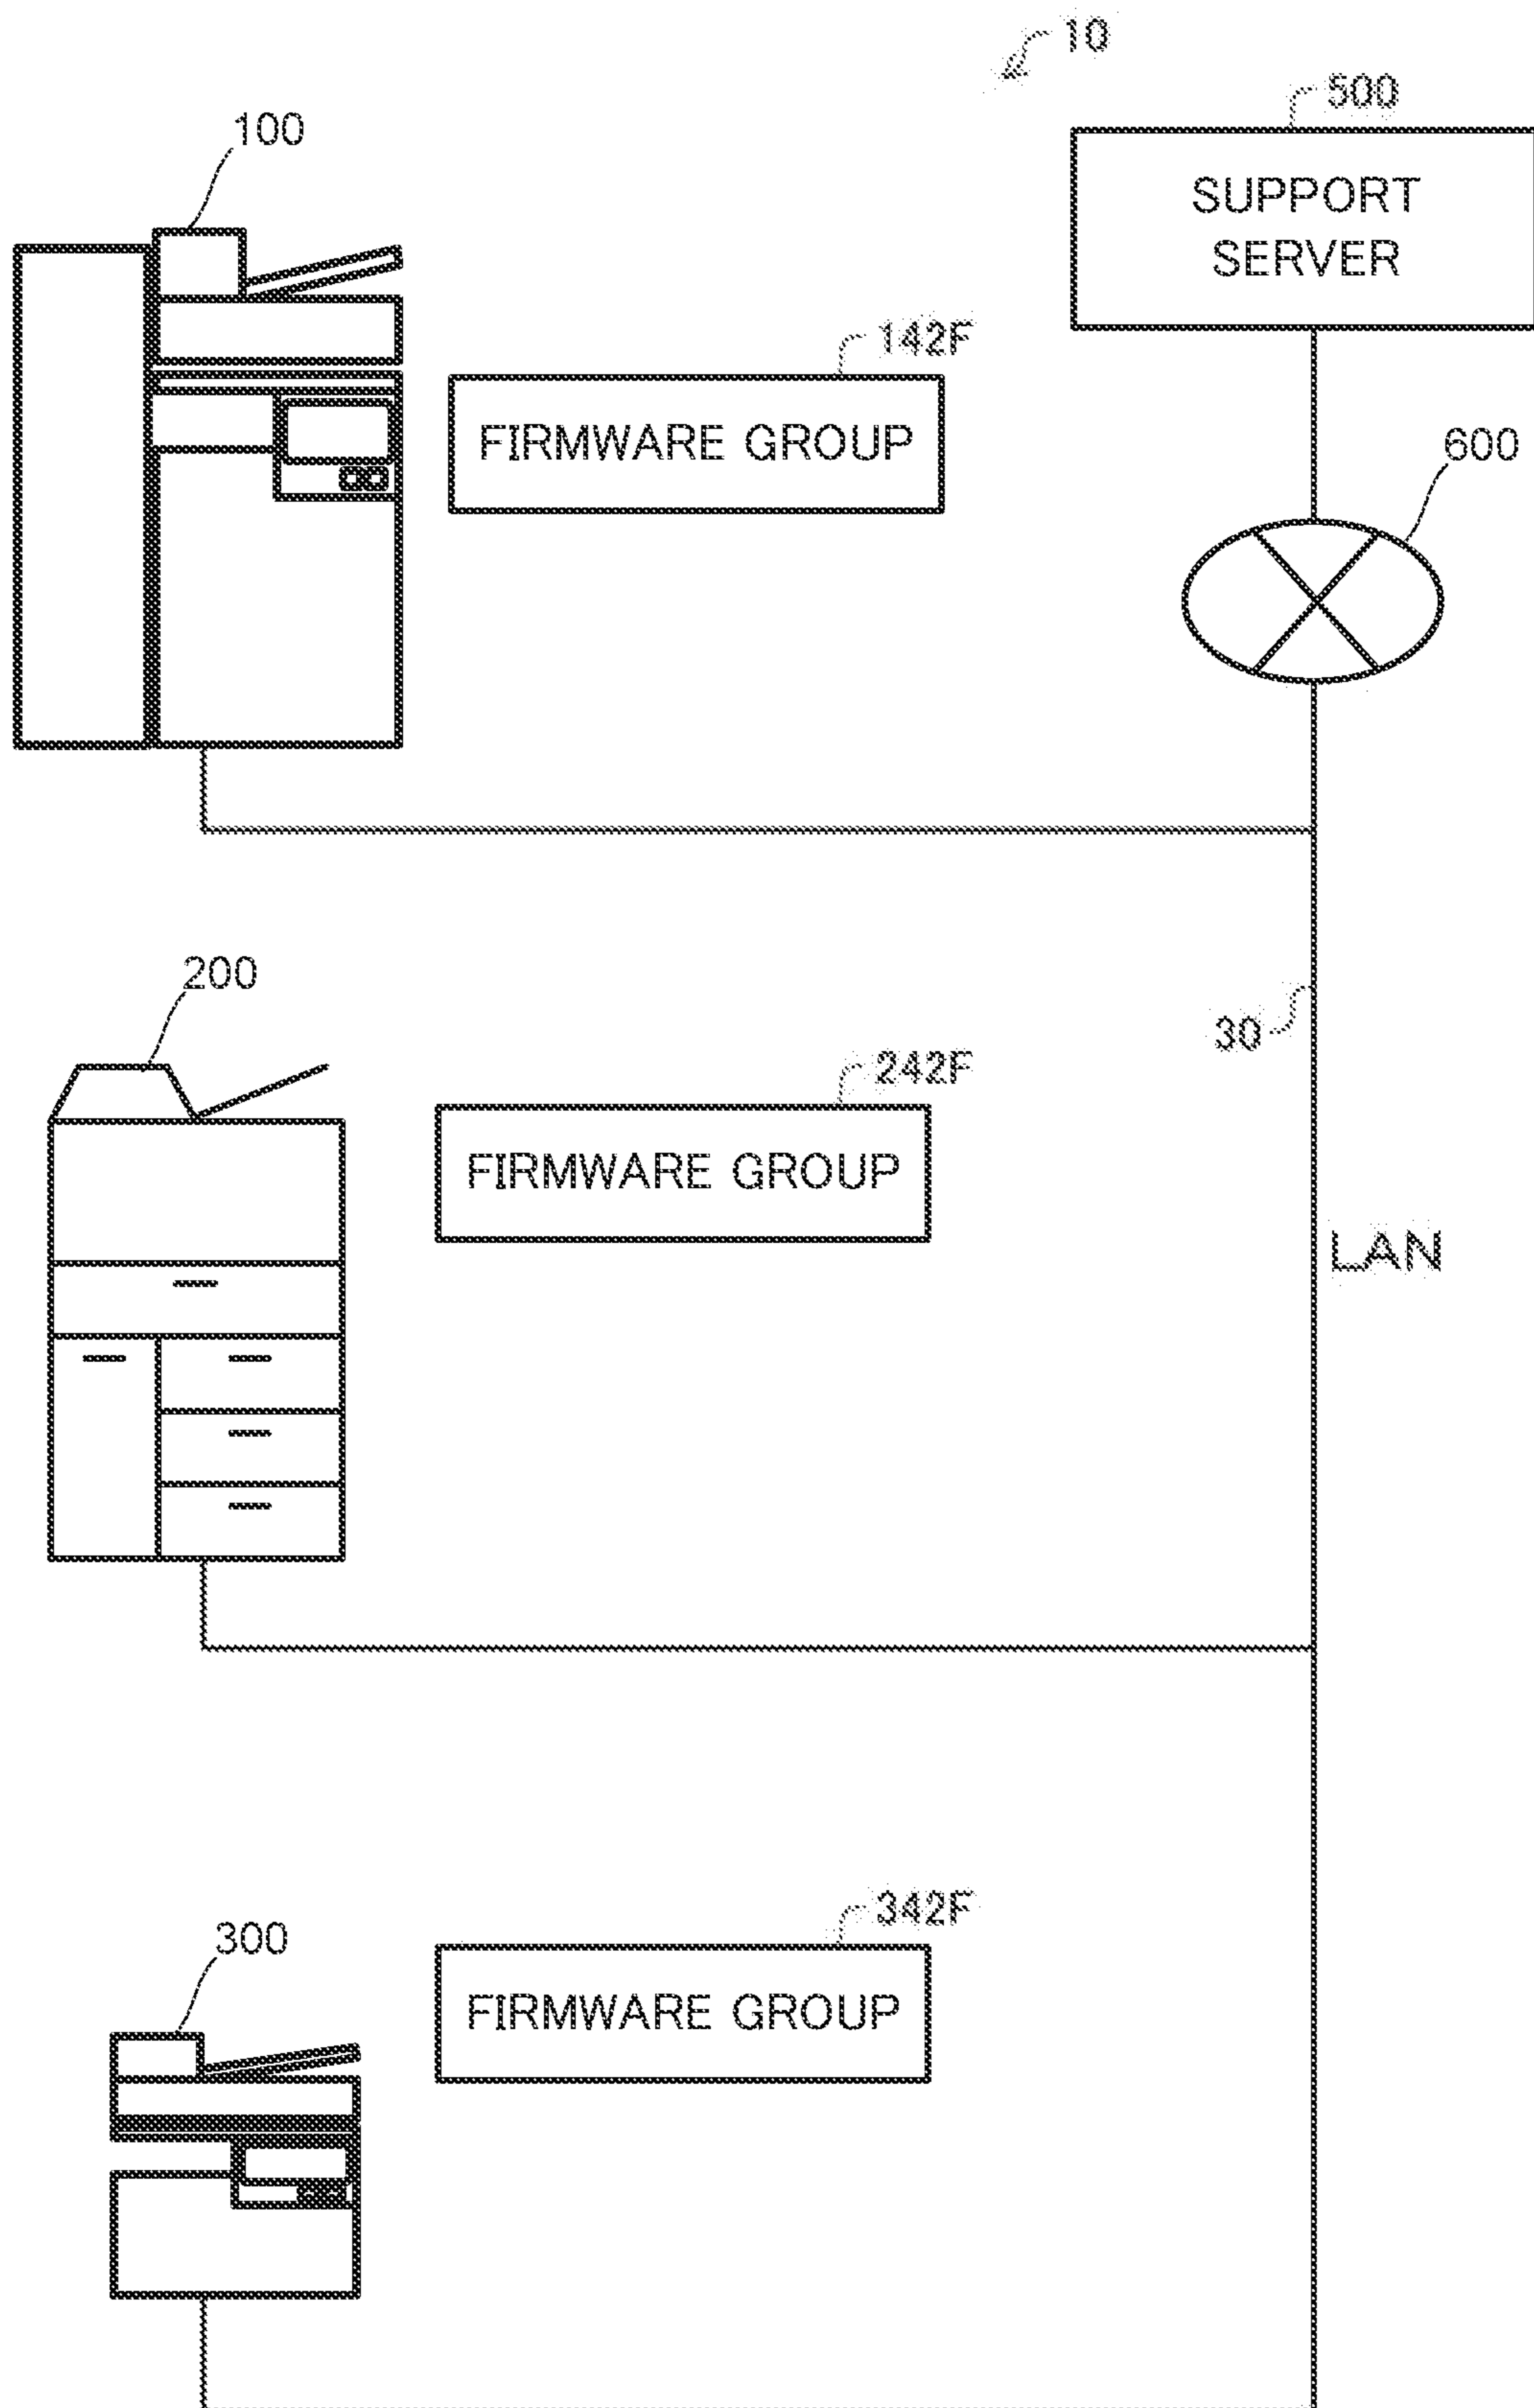 10
500
100
SUPPORT
SERVER
142F
FIRMWARE GROUP
600
200
30
242F
FIRMWARE GROUP
LAN
342F
300
FIRMWARE GROUP